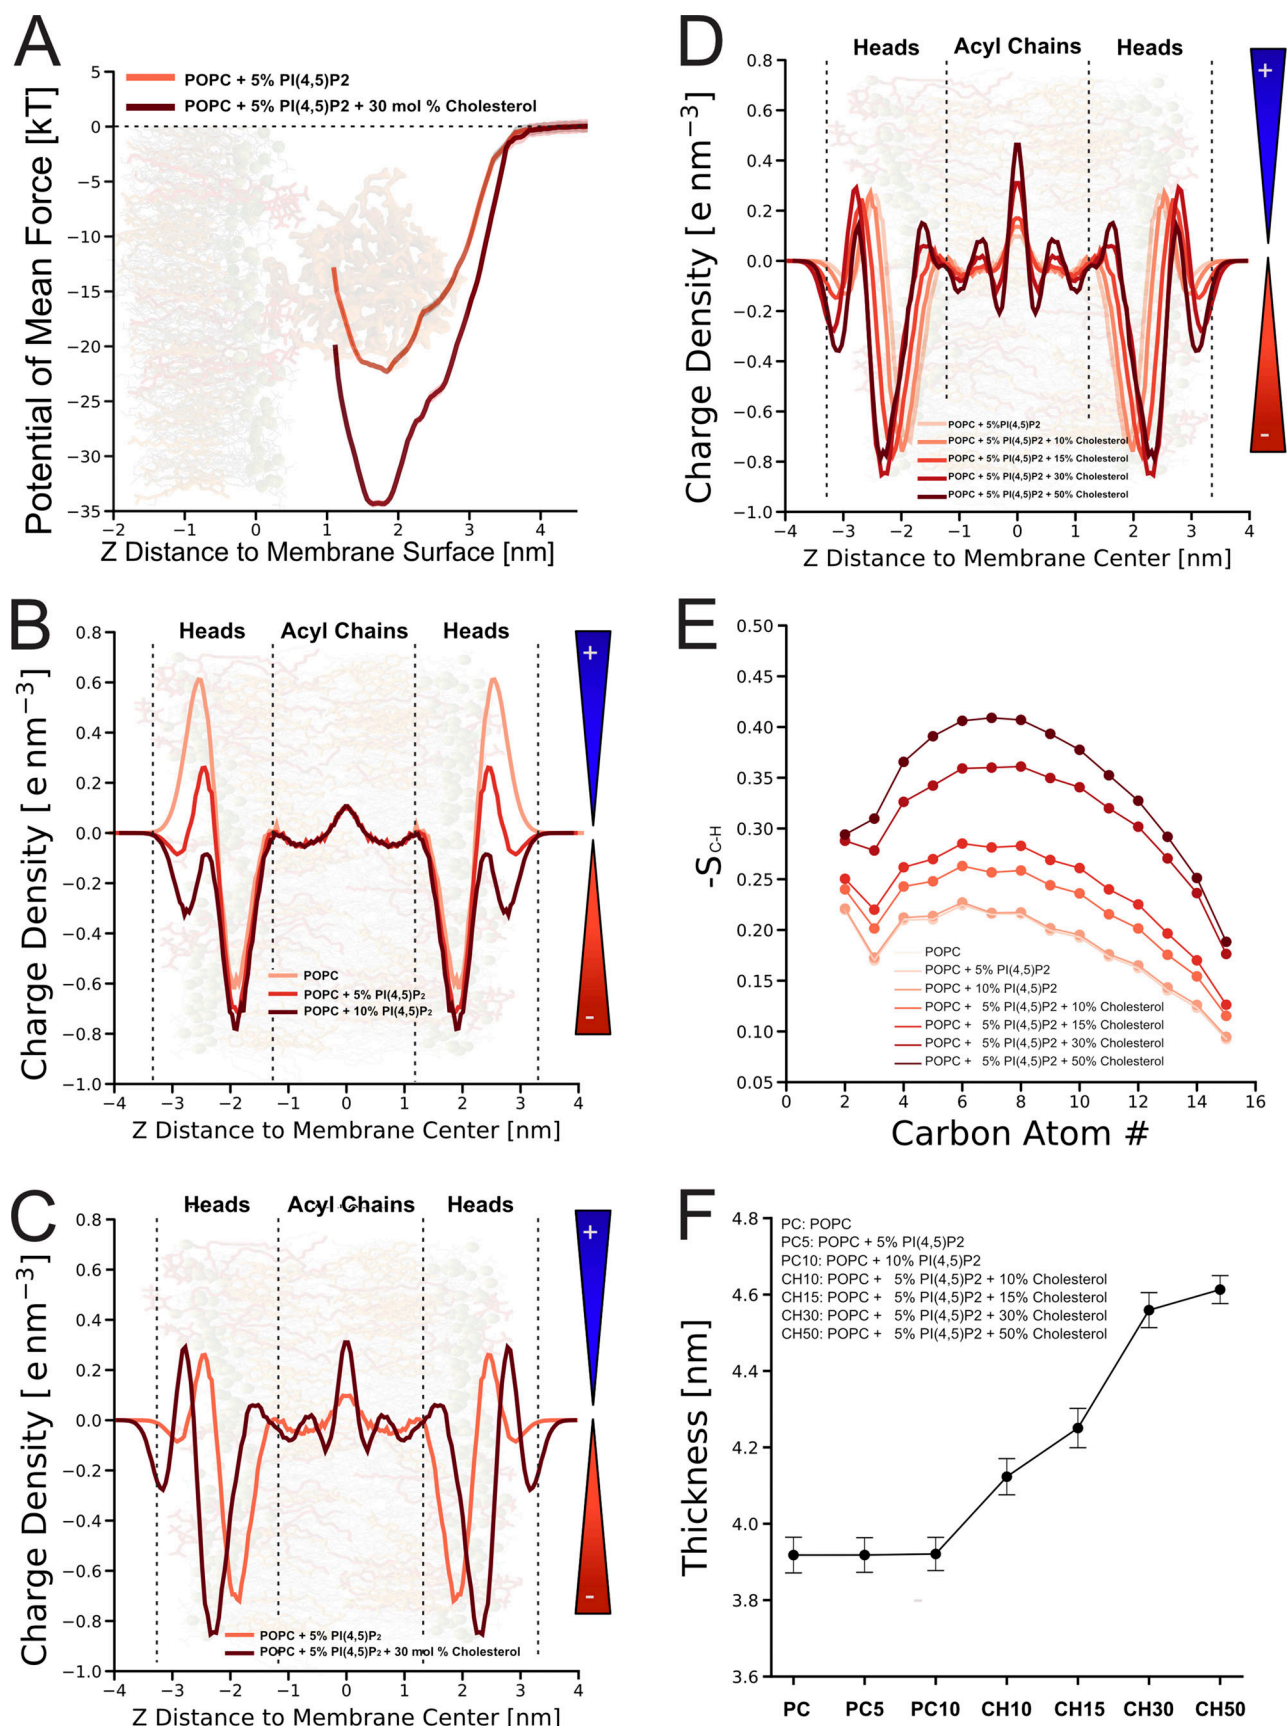 A
Potential of Mean Force [kT]
POPC + 5% PI(4,5)P2
POPC + 5% PI(4,5)P2 + 30 mol % Cholesterol
5
0
−5
−10
−15
−20
−25
−30
−35
−2 −1 0 1 2 3 4
Z Distance to Membrane Surface [nm]
B
Charge Density [e nm⁻³]
Heads Acyl Chains Heads
0.8
0.6
0.4
0.2
0.0
−0.2
−0.4
−0.6
−0.8
−1.0
+
-
POPC
POPC + 5% PI(4,5)P₂
POPC + 10% PI(4,5)P₂
−4 −3 −2 −1 0 1 2 3 4
Z Distance to Membrane Center [nm]
C
Charge Density [e nm⁻³]
Heads Acyl Chains Heads
0.8
0.6
0.4
0.2
0.0
−0.2
−0.4
−0.6
−0.8
−1.0
+
-
POPC + 5% PI(4,5)P₂
POPC + 5% PI(4,5)P₂ + 30 mol % Cholesterol
−4 −3 −2 −1 0 1 2 3 4
Z Distance to Membrane Center [nm]
D
Charge Density [e nm⁻³]
Heads Acyl Chains Heads
0.8
0.6
0.4
0.2
0.0
−0.2
−0.4
−0.6
−0.8
−1.0
+
-
POPC + 5%PI(4,5)P2
POPC + 5% PI(4,5)P2 + 10% Cholesterol
POPC + 5% PI(4,5)P2 + 15% Cholesterol
POPC + 5% PI(4,5)P2 + 30% Cholesterol
POPC + 5% PI(4,5)P2 + 50% Cholesterol
−4 −3 −2 −1 0 1 2 3 4
Z Distance to Membrane Center [nm]
E
-S C-H
0.50
0.45
0.40
0.35
0.30
0.25
0.20
0.15
0.10
0.05
POPC
POPC + 5% PI(4,5)P2
POPC + 10% PI(4,5)P2
POPC + 5% PI(4,5)P2 + 10% Cholesterol
POPC + 5% PI(4,5)P2 + 15% Cholesterol
POPC + 5% PI(4,5)P2 + 30% Cholesterol
POPC + 5% PI(4,5)P2 + 50% Cholesterol
0 2 4 6 8 10 12 14 16
Carbon Atom #
F
Thickness [nm]
4.8
4.6
4.4
4.2
4.0
3.8
3.6
PC: POPC
PC5: POPC + 5% PI(4,5)P2
PC10: POPC + 10% PI(4,5)P2
CH10: POPC + 5% PI(4,5)P2 + 10% Cholesterol
CH15: POPC + 5% PI(4,5)P2 + 15% Cholesterol
CH30: POPC + 5% PI(4,5)P2 + 30% Cholesterol
CH50: POPC + 5% PI(4,5)P2 + 50% Cholesterol
PC PC5 PC10 CH10 CH15 CH30 CH50